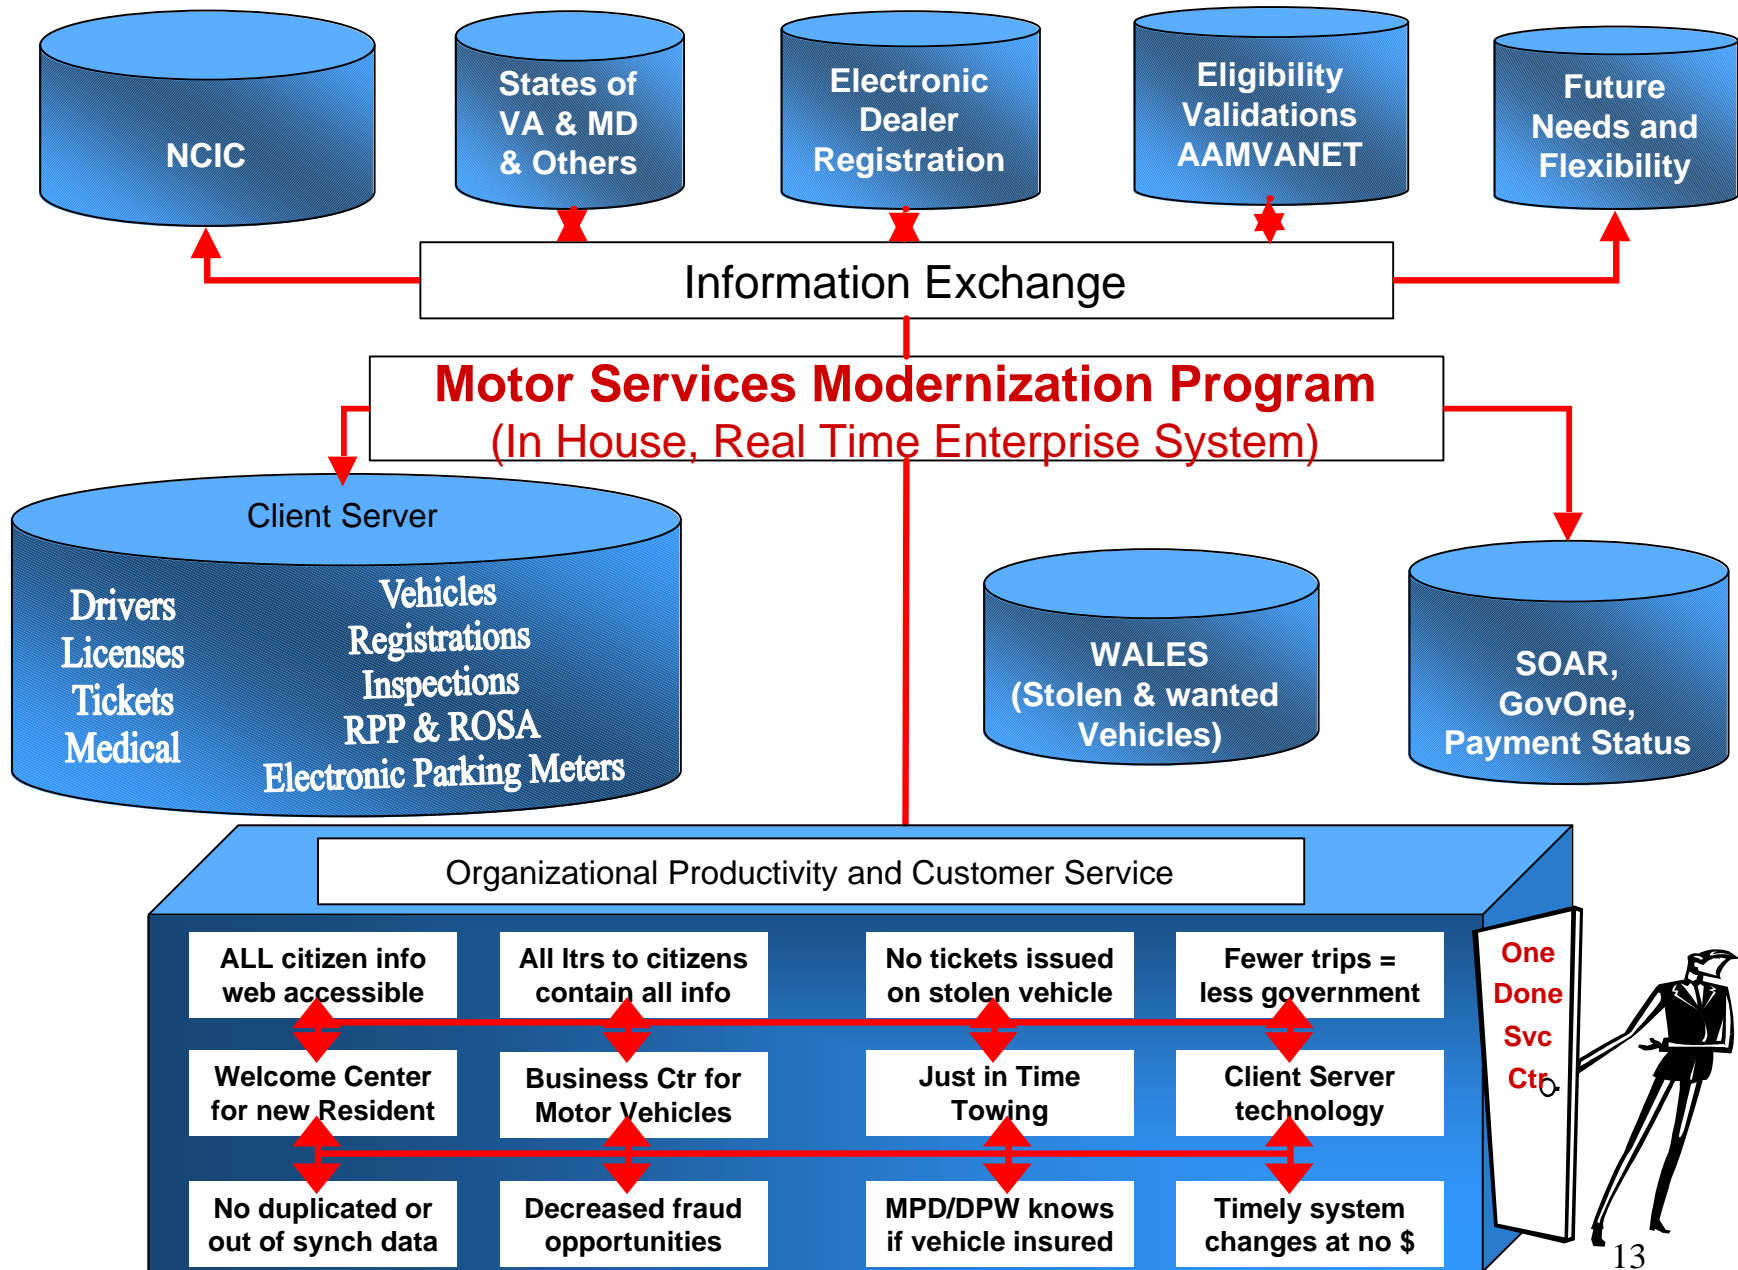 NCIC
States of
VA & MD
& Others
Electronic
Dealer
Registration
Eligibility
Validations
AAMVANET
Future
Needs and
Flexibility
Information Exchange
Motor Services Modernization Program
(In House, Real Time Enterprise System)
Client Server
Drivers
Licenses
Tickets
Medical
Vehicles
Registrations
Inspections
RPP & ROSA
Electronic Parking Meters
WALES
(Stolen & wanted
Vehicles)
SOAR,
GovOne,
Payment Status
Organizational Productivity and Customer Service
ALL citizen info
web accessible
All ltrs to citizens
contain all info
No tickets issued
on stolen vehicle
Fewer trips =
less government
Welcome Center
for new Resident
Business Ctr for
Motor Vehicles
Just in Time
Towing
Client Server
technology
No duplicated or
out of synch data
Decreased fraud
opportunities
MPD/DPW knows
if vehicle insured
Timely system
changes at no $
One
Done
Svc
Ctr
13